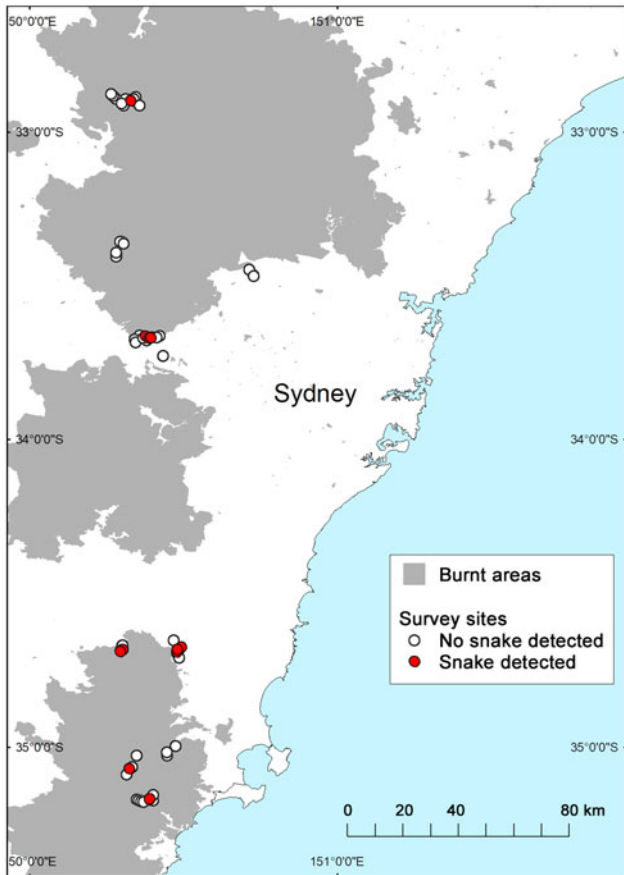 50°0'0"E
151°0'0"E
33°0'0"S
33°0'0"S
Sydney
34°0'0"S
34°0'0"S
Burnt areas
Survey sites
No snake detected
Snake detected
35°0'0"S
35°0'0"S
0 20 40 80 km
50°0'0"E
151°0'0"E